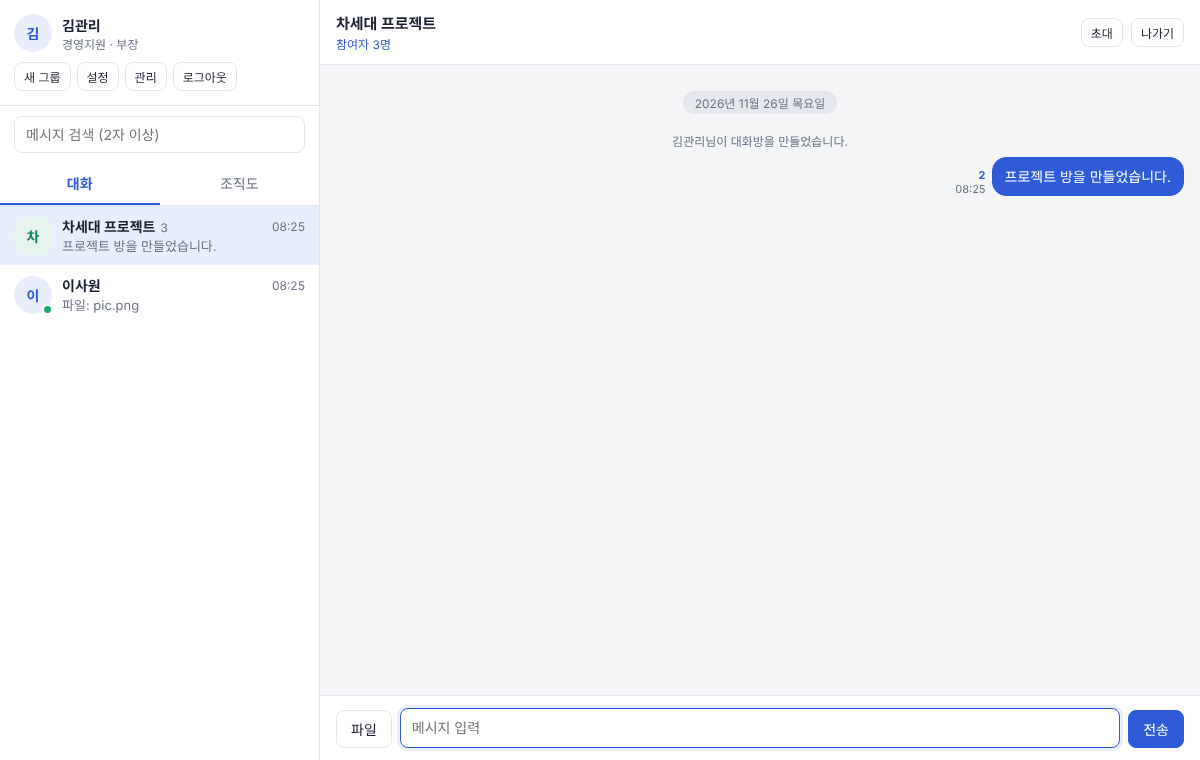 김
김관리
경영지원 · 부장
새 그룹
설정
관리
로그아웃
메시지 검색 (2자 이상)
대화
조직도
차
차세대 프로젝트 3
08:25
프로젝트 방을 만들었습니다.
이
이사원
08:25
파일: pic.png
차세대 프로젝트
참여자 3명
초대
나가기
2026년 11월 26일 목요일
김관리님이 대화방을 만들었습니다.
2
08:25
프로젝트 방을 만들었습니다.
파일
메시지 입력
전송